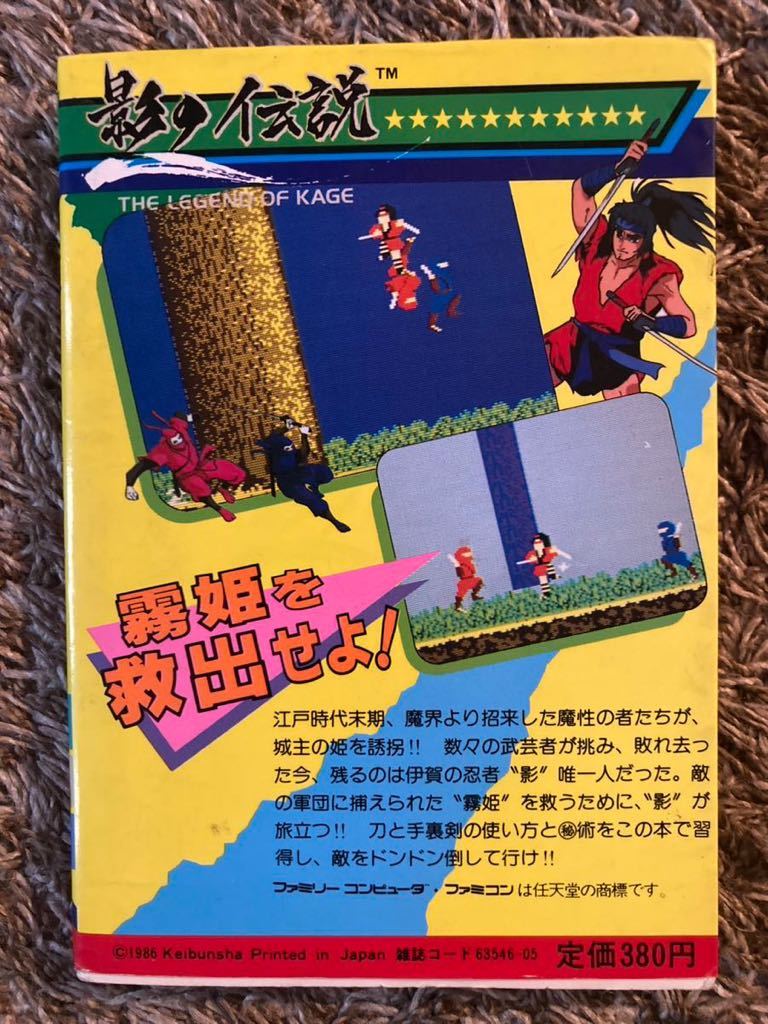 影の伝説™
THE LEGEND OF KAGE
霧姫を
救出せよ!
江戸時代末期、魔界より招来した魔性の者たちが、
城主の姫を誘拐!! 数々の武芸者が挑み、敗れ去っ
た今、残るのは伊賀の忍者〝影〟唯一人だった。敵
の軍団に捕えられた〝霧姫〟を救うために、〝影〟が
旅立つ!! 刀と手裏剣の使い方と㊙術をこの本で習
得し、敵をドンドン倒して行け!!
ファミリーコンピュータ・ファミコンは任天堂の商標です。
©1986 Keibunsha Printed in Japan 雑誌コード63546-05 定価380円